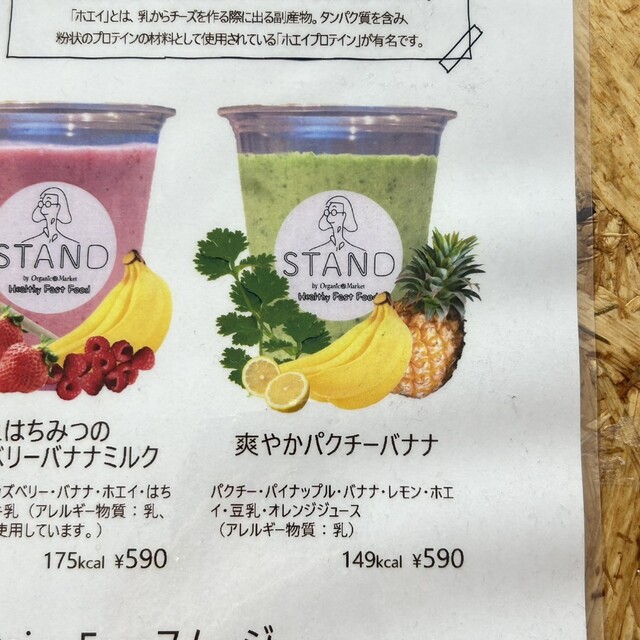 「ホエイ」とは、乳からチーズを作る際に出る副産物。タンパク質を含み、
粉状のプロテインの材料として使用されている「ホエイプロテイン」が有名です。
STAND
by Organic Market
Healthy Fast Food
はちみつの
ベリーバナナミルク
ズベリー・バナナ・ホエイ・はち
牛乳（アレルギー物質：乳、
使用しています。）
175kcal ¥590
STAND
by Organic Market
Healthy Fast Food
爽やかパクチーバナナ
パクチー・パイナップル・バナナ・レモン・ホエ
イ・豆乳・オレンジジュース
（アレルギー物質：乳）
149kcal ¥590